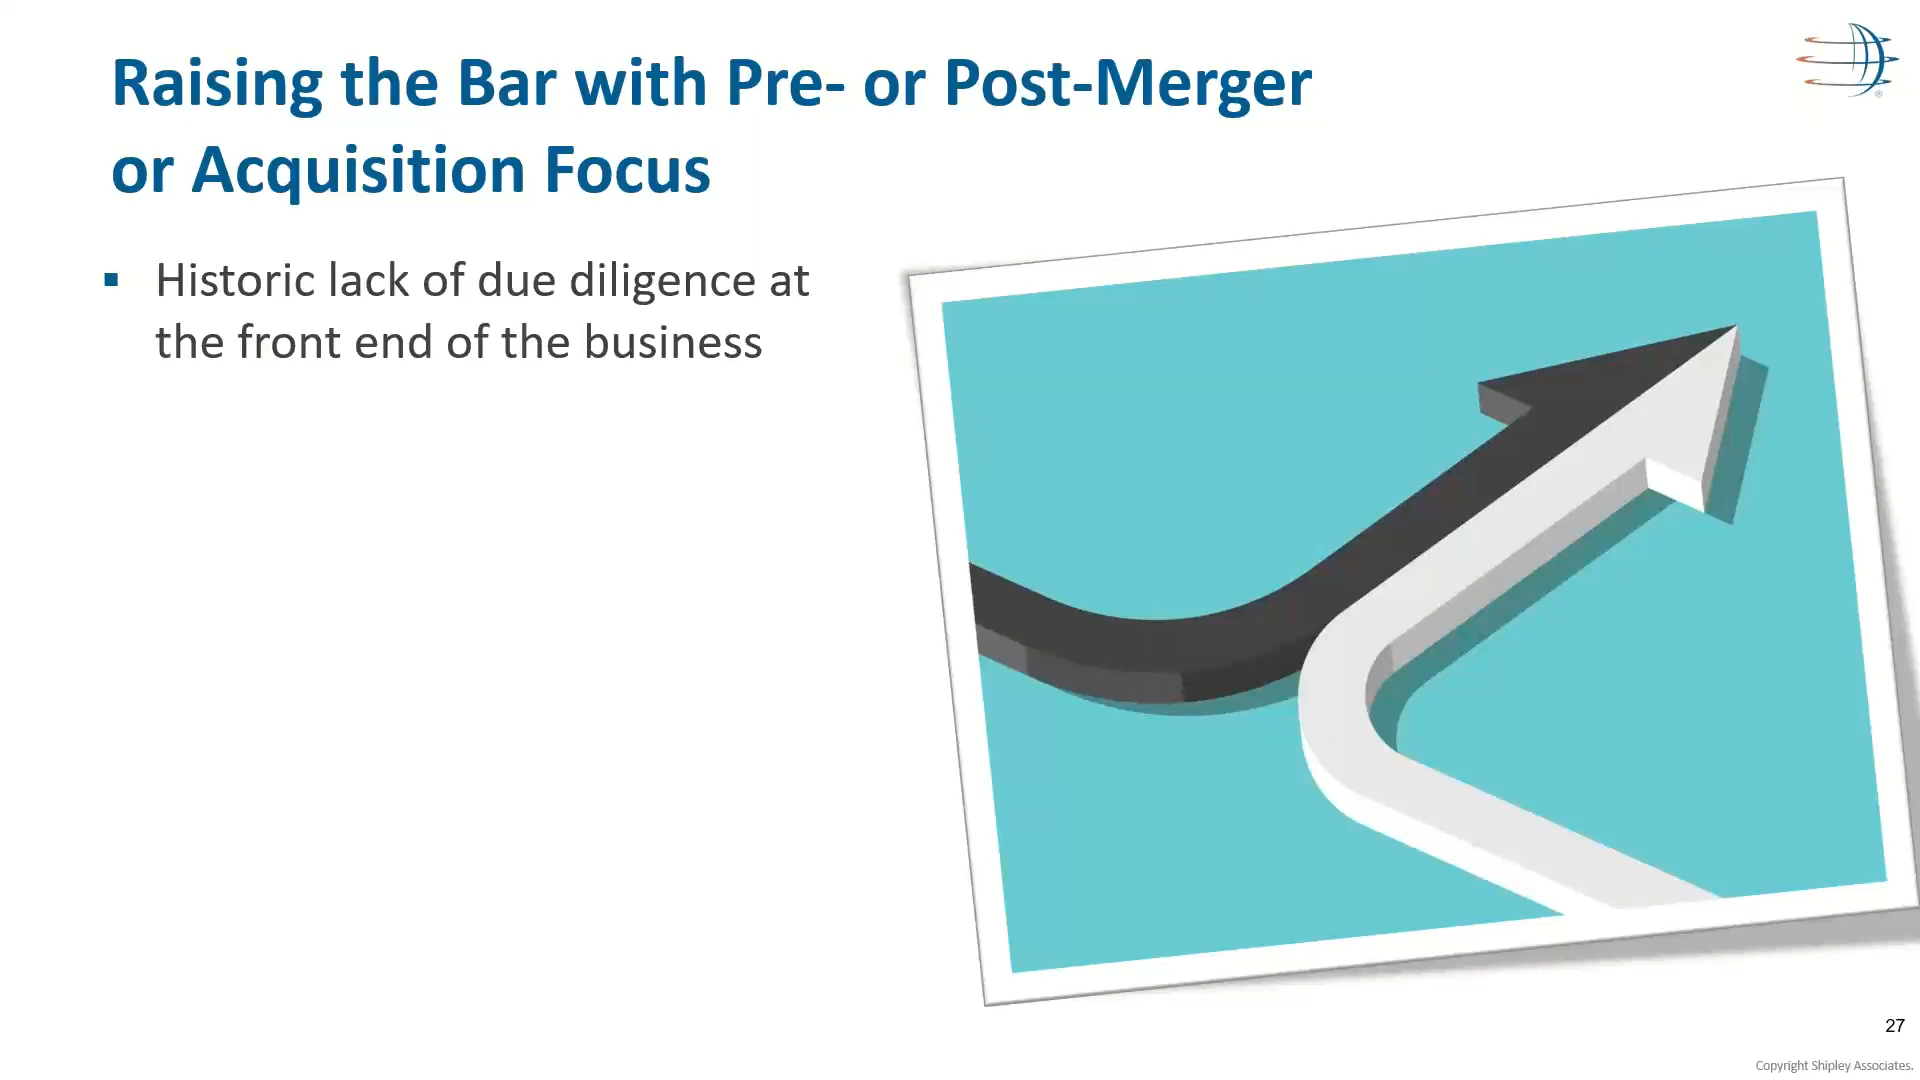 Raising the Bar with Pre- or Post-Merger
or Acquisition Focus
▪ Historic lack of due diligence at
the front end of the business
27
Copyright Shipley Associates.